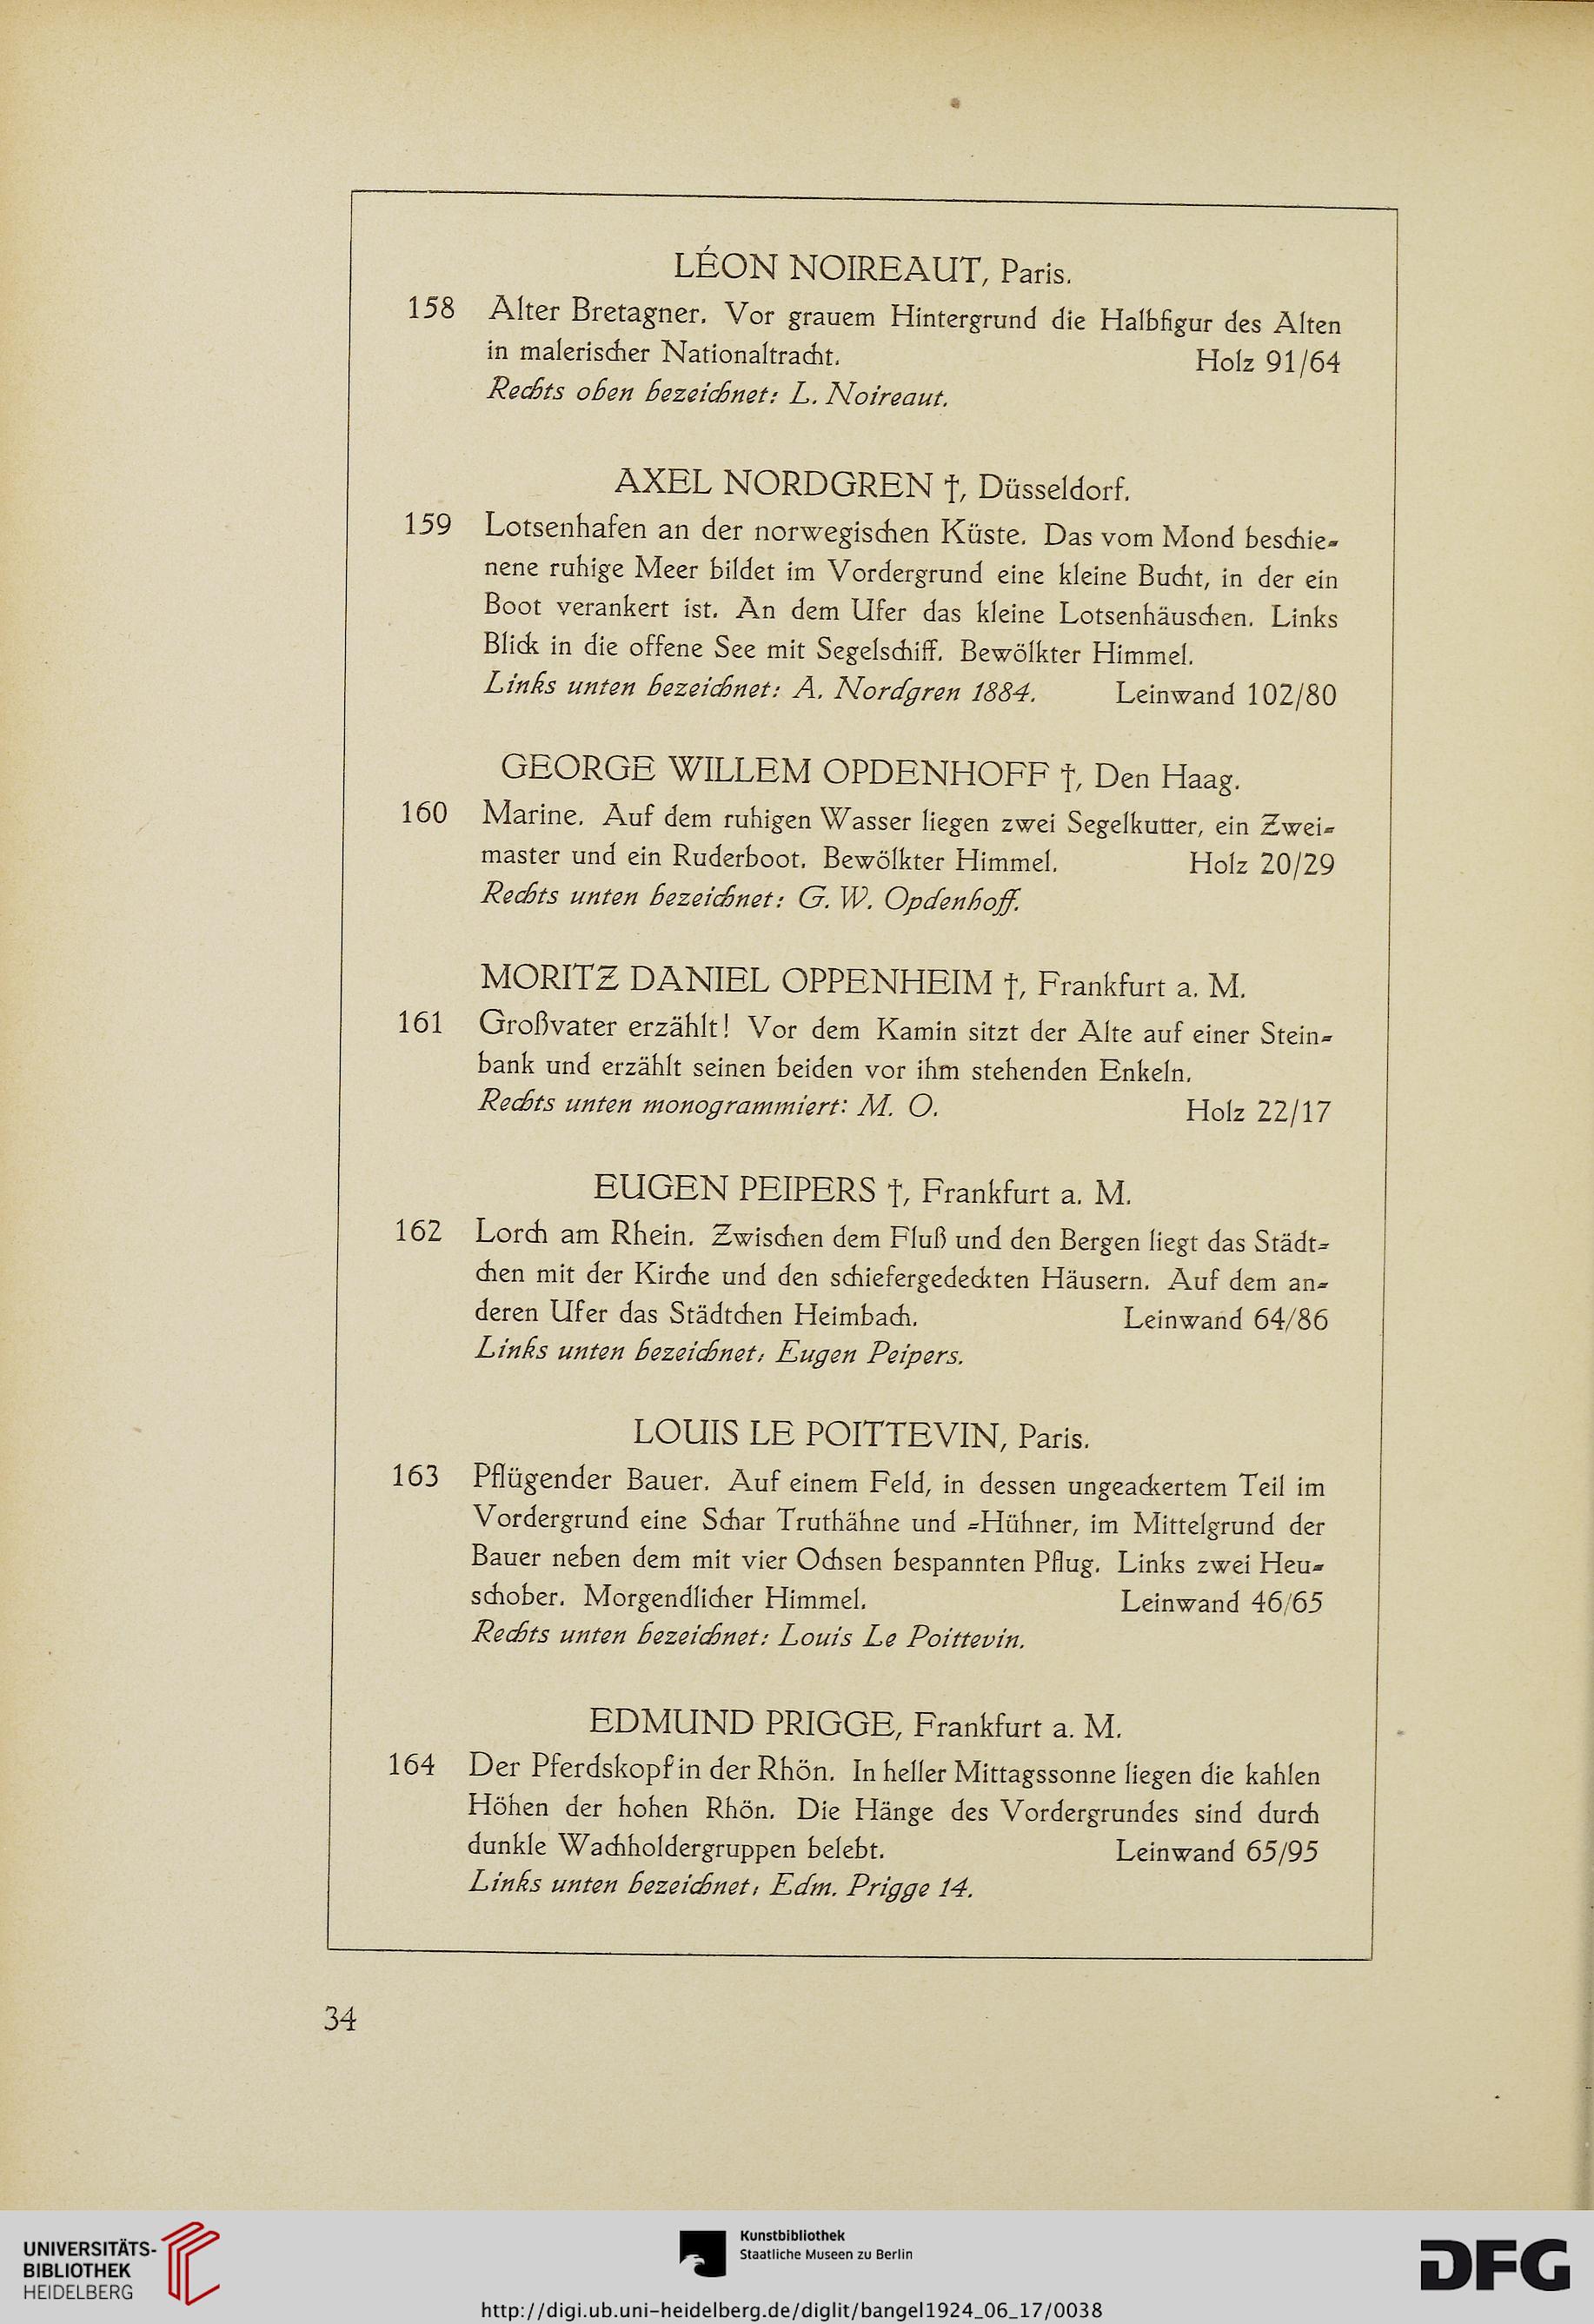 LÉON NOIREAUT, Paris.
158 Alter Bretagner. Vor grauem Hintergrund die Halbfigur des Alten
in malerischer Nationaltracht. Holz 91/64
Rechts oben bezeichnet: L. Noireaut.
AXEL NORDGREN †, Düsseldorf.
159 Lotsenhafen an der norwegischen Küste. Das vom Mond beschie-
nene ruhige Meer bildet im Vordergrund eine kleine Bucht, in der ein
Boot verankert ist. An dem Ufer das kleine Lotsenhäuschen. Links
Blick in die offene See mit Segelschiff. Bewölkter Himmel.
Links unten bezeichnet: A. Nordgren 1884. Leinwand 102/80
GEORGE WILLEM OPDENHOFF †, Den Haag.
160 Marine. Auf dem ruhigen Wasser liegen zwei Segelkutter, ein Zwei-
master und ein Ruderboot. Bewölkter Himmel. Holz 20/29
Rechts unten bezeichnet: G. W. Opdenhoff.
MORITZ DANIEL OPPENHEIM †, Frankfurt a. M.
161 Großvater erzählt! Vor dem Kamin sitzt der Alte auf einer Stein-
bank und erzählt seinen beiden vor ihm stehenden Enkeln.
Rechts unten monogrammiert: M. O. Holz 22/17
EUGEN PEIPERS †, Frankfurt a. M.
162 Lorch am Rhein. Zwischen dem Fluß und den Bergen liegt das Städt-
chen mit der Kirche und den schiefergedeckten Häusern. Auf dem an-
deren Ufer das Städtchen Heimbach. Leinwand 64/86
Links unten bezeichnet: Eugen Peipers.
LOUIS LE POITTEVIN, Paris.
163 Pflügender Bauer. Auf einem Feld, in dessen ungeackertem Teil im
Vordergrund eine Schar Truthähne und -Hühner, im Mittelgrund der
Bauer neben dem mit vier Ochsen bespannten Pflug. Links zwei Heu-
schober. Morgendlicher Himmel. Leinwand 46/65
Rechts unten bezeichnet: Louis Le Poittevin.
EDMUND PRIGGE, Frankfurt a. M.
164 Der Pferdskopf in der Rhön. In heller Mittagssonne liegen die kahlen
Höhen der hohen Rhön. Die Hänge des Vordergrundes sind durch
dunkle Wachholdergruppen belebt. Leinwand 65/95
Links unten bezeichnet: Edm. Prigge 14.
34
UNIVERSITÄTS-
BIBLIOTHEK
HEIDELBERG
Kunstbibliothek
Staatliche Museen zu Berlin
DFG
http://digi.ub.uni-heidelberg.de/diglit/bangel1924_06_17/0038